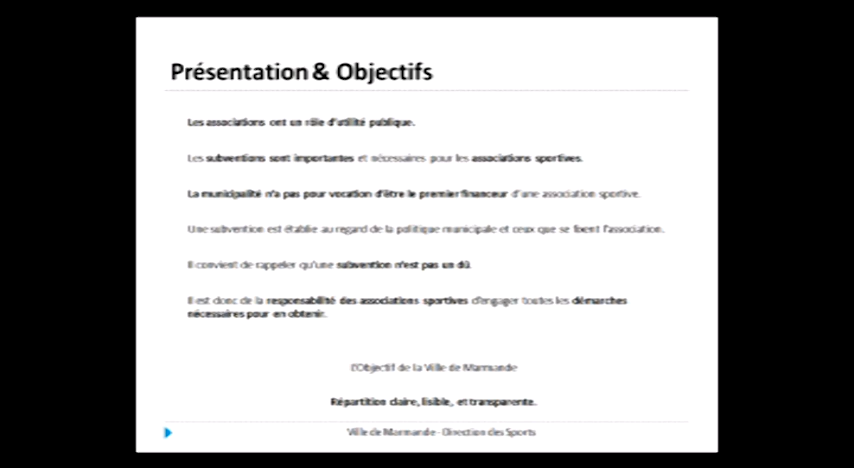 Présentation & Objectifs
Les associations ont un rôle d'utilité publique.
Les subventions sont importantes et nécessaires pour les associations sportives.
La municipalité n'a pas pour vocation d'être le premier financeur d'une association sportive.
Une subvention est établie au regard de la politique municipale et ceux que se fixent l'association.
Il convient de rappeler qu'une subvention n'est pas un dû
Il est donc de la responsabilité des associations sportives d'engager toutes les démarches
nécessaires pour en obtenir.
L'Objectif de la Ville de Marmande
Répartition claire, lisible, et transparente.
Ville de Marmande - Direction des Sports